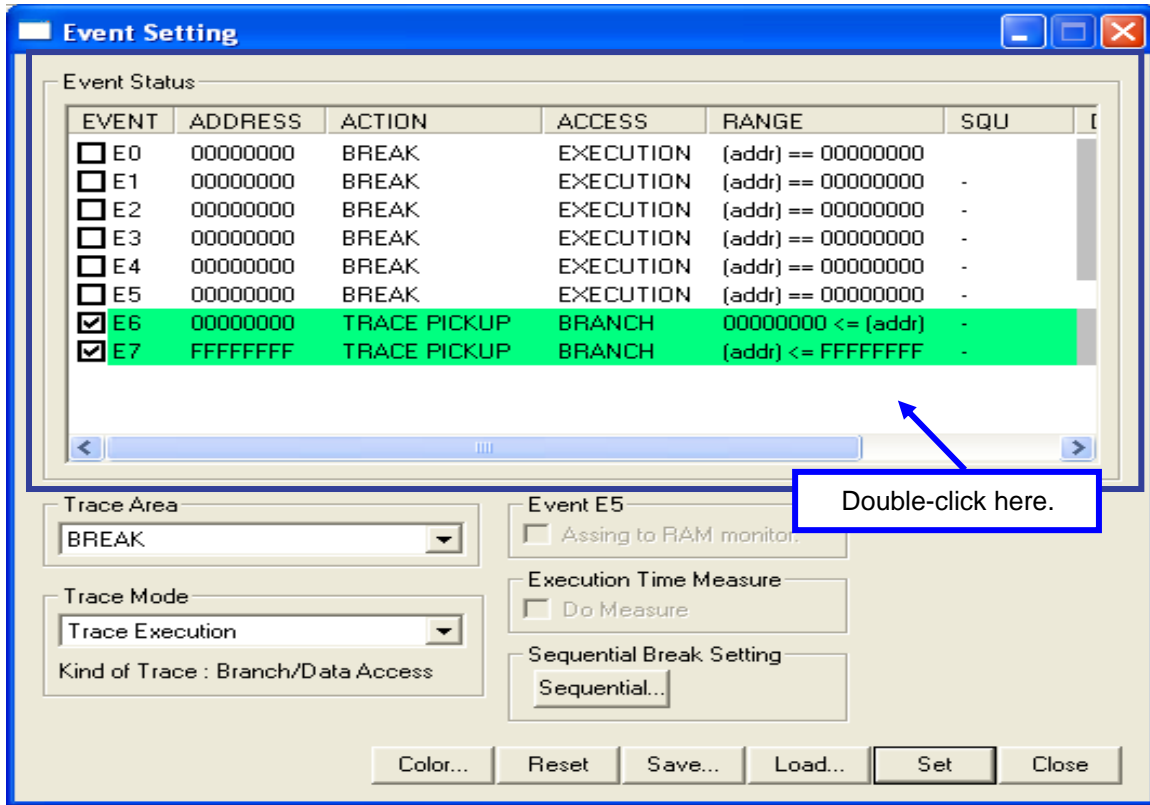 Event Setting
Event Status
EVENT ADDRESS ACTION ACCESS RANGE SQU
E0 00000000 BREAK EXECUTION (addr) == 00000000
E1 00000000 BREAK EXECUTION (addr) == 00000000 -
E2 00000000 BREAK EXECUTION (addr) == 00000000 -
E3 00000000 BREAK EXECUTION (addr) == 00000000 -
E4 00000000 BREAK EXECUTION (addr) == 00000000 -
E5 00000000 BREAK EXECUTION (addr) == 00000000 -
E6 00000000 TRACE PICKUP BRANCH 00000000 <= (addr) -
E7 FFFFFFFF TRACE PICKUP BRANCH (addr) <= FFFFFFFF -
Double-click here.
Trace Area
BREAK
Event E5
Assing to RAM monitor.
Trace Mode
Trace Execution
Kind of Trace : Branch/Data Access
Execution Time Measure
Do Measure
Sequential Break Setting
Sequential...
Color... Reset Save... Load... Set Close